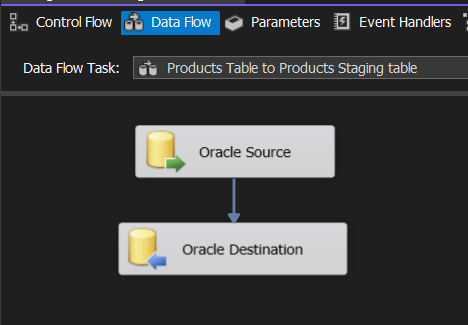 Control Flow Data Flow Parameters Event Handlers
Data Flow Task: Products Table to Products Staging table
Oracle Source
Oracle Destination